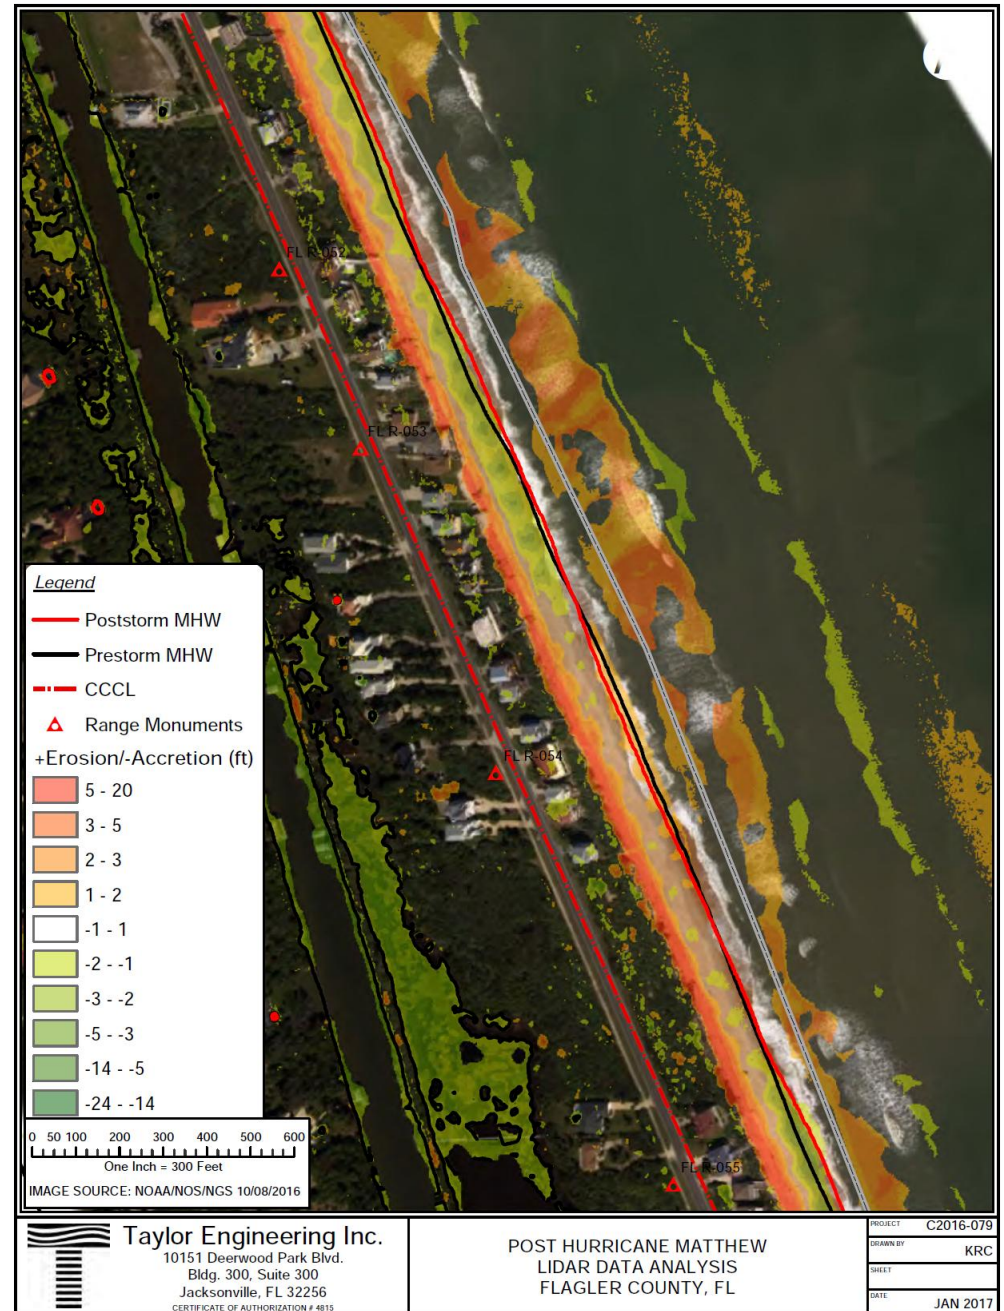 FL R-052
FL R-053
FL R-054
FL R-055
Legend
Poststorm MHW
Prestorm MHW
CCCL
Range Monuments
+Erosion/-Accretion (ft)
5 - 20
3 - 5
2 - 3
1 - 2
-1 - 1
-2 - -1
-3 - -2
-5 - -3
-14 - -5
-24 - -14
0 50 100 200 300 400 500 600
One Inch = 300 Feet
IMAGE SOURCE: NOAA/NOS/NGS 10/08/2016
Taylor Engineering Inc.
10151 Deerwood Park Blvd.
Bldg. 300, Suite 300
Jacksonville, FL 32256
CERTIFICATE OF AUTHORIZATION # 4815
POST HURRICANE MATTHEW
LIDAR DATA ANALYSIS
FLAGLER COUNTY, FL
PROJECT C2016-079
DRAWN BY KRC
SHEET
DATE JAN 2017